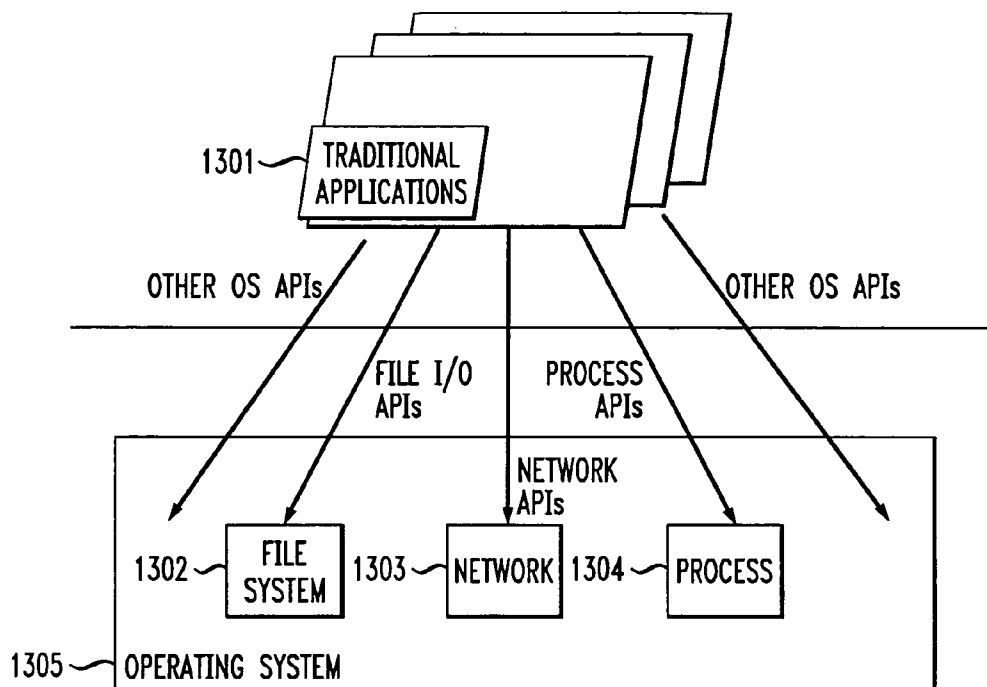 1301
TRADITIONAL
APPLICATIONS
OTHER OS APIs
OTHER OS APIs
FILE I/O
APIs
PROCESS
APIs
NETWORK
APIs
1302
FILE
SYSTEM
1303
NETWORK
1304
PROCESS
1305
OPERATING SYSTEM